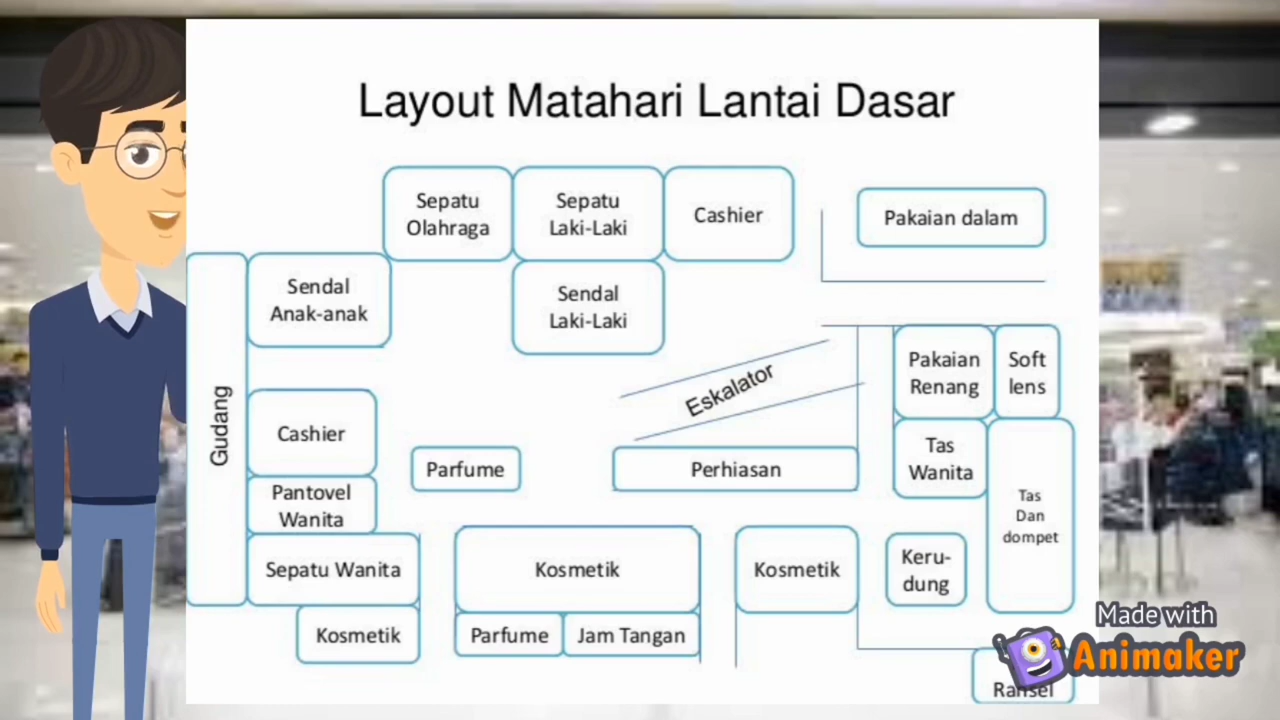 Layout Matahari Lantai Dasar
Sepatu
Olahraga
Sepatu
Laki-Laki
Cashier
Pakaian dalam
Sendal
Anak-anak
Sendal
Laki-Laki
Gudang
Eskalator
Pakaian
Renang
Soft
lens
Cashier
Parfume
Perhiasan
Tas
Wanita
Tas
Dan
dompet
Pantovel
Wanita
Sepatu Wanita
Kosmetik
Kosmetik
Keru-
dung
Kosmetik
Parfume
Jam Tangan
Ransel
Made with
Animaker